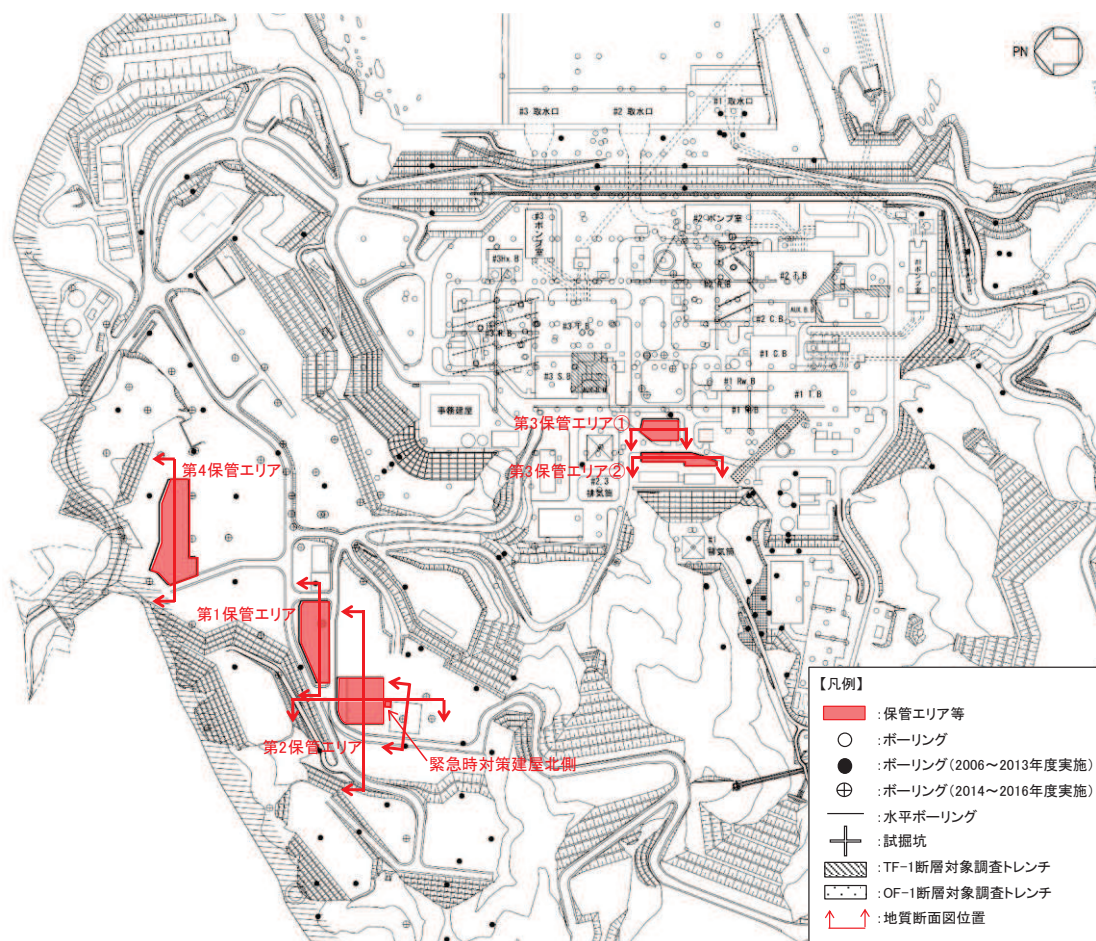 PN
#3 取水口
#2 取水口
#1 取水口
#3 ポンプ室
#2 ポンプ室
#3Hx.B
#2 T.B
#3 R.B
#3 T.B
#2 C.B
#1 C.B
#3 S.B
#1 Rw.B
#1 T.B
事務建屋
第3保管エリア①
第3保管エリア②
#2,3
排気筒
#1
排気筒
第4保管エリア
第1保管エリア
第2保管エリア
緊急時対策建屋北側
【凡例】
:保管エリア等
:ボーリング
:ボーリング(2006～2013年度実施)
:ボーリング(2014～2016年度実施)
:水平ボーリング
:試掘坑
:TF-1断層対象調査トレンチ
:OF-1断層対象調査トレンチ
:地質断面図位置